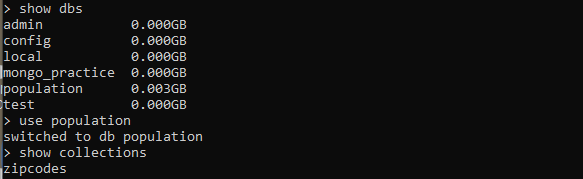 > show dbs
admin           0.000GB
config          0.000GB
local           0.000GB
mongo_practice  0.000GB
population      0.003GB
test            0.000GB
> use population
switched to db population
> show collections
zipcodes